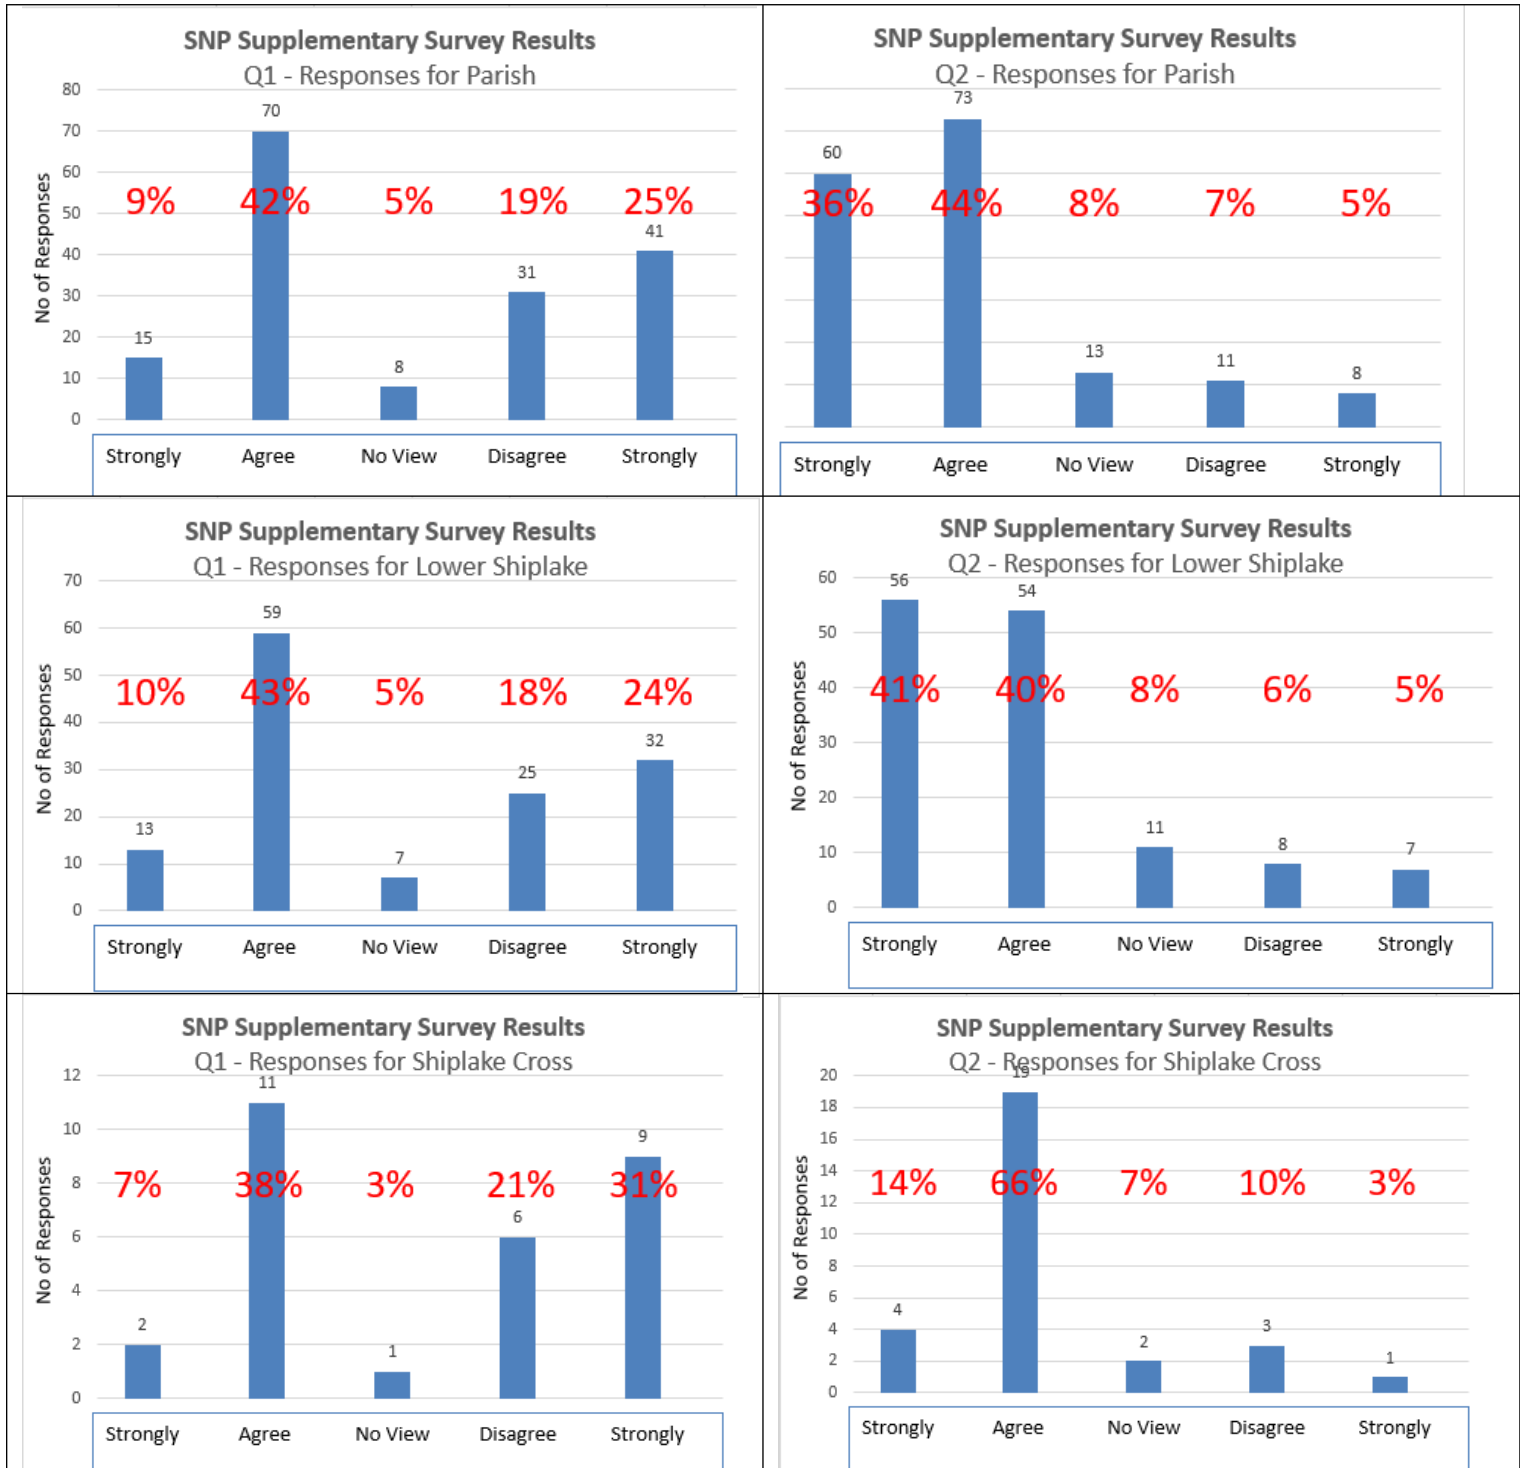 SNP Supplementary Survey Results
Q1 - Responses for Parish
80
70
70
60
9% 42% 5% 19% 25%
50
41
40
31
30
20
15
10
8
0
No of Responses
Strongly Agree No View Disagree Strongly
SNP Supplementary Survey Results
Q2 - Responses for Parish
73
60
36% 44% 8% 7% 5%
13
11
8
Strongly Agree No View Disagree Strongly
SNP Supplementary Survey Results
Q1 - Responses for Lower Shiplake
70
59
60
50
10% 43% 5% 18% 24%
40
32
30
25
20
13
10
7
0
No of Responses
Strongly Agree No View Disagree Strongly
SNP Supplementary Survey Results
Q2 - Responses for Lower Shiplake
60
56 54
50
40
41% 40% 8% 6% 5%
30
20
11
10
8 7
0
No of Responses
Strongly Agree No View Disagree Strongly
SNP Supplementary Survey Results
Q1 - Responses for Shiplake Cross
12
11
10
9
8
7% 38% 3% 21% 31%
6
6
4
2
2
1
0
No of Responses
Strongly Agree No View Disagree Strongly
SNP Supplementary Survey Results
Q2 - Responses for Shiplake Cross
20
19
18
16
14
14% 66% 7% 10% 3%
12
10
8
6
4
4
3
2
2
1
0
No of Responses
Strongly Agree No View Disagree Strongly